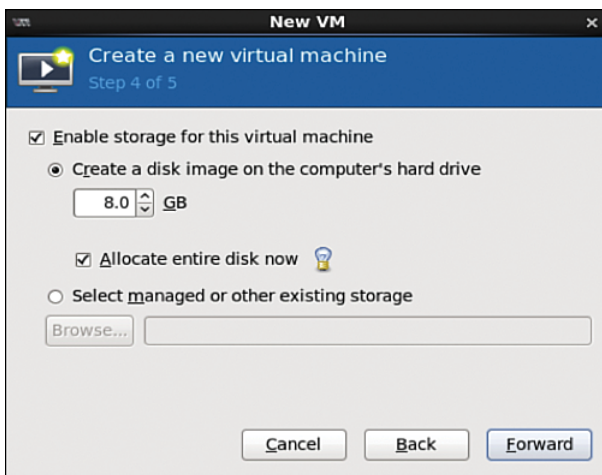 New VM
Create a new virtual machine
Step 4 of 5
Enable storage for this virtual machine
Create a disk image on the computer's hard drive
8.0 GB
Allocate entire disk now
Select managed or other existing storage
Browse...
Cancel Back Forward